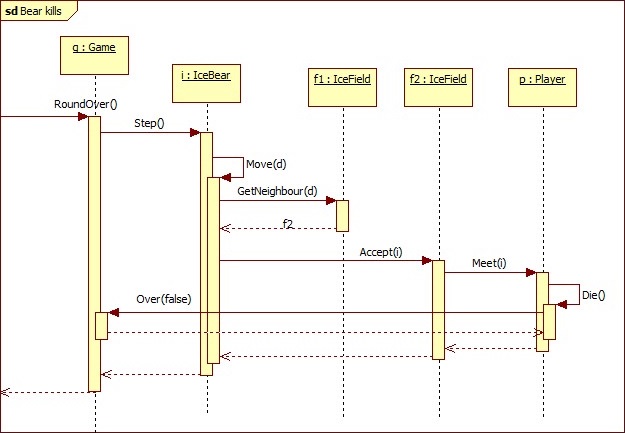 sd Bear kills
g : Game
i : IceBear
f1 : IceField
f2 : IceField
p : Player
RoundOver()
Step()
Move(d)
GetNeighbour(d)
f2
Accept(i)
Meet(i)
Die()
Over(false)